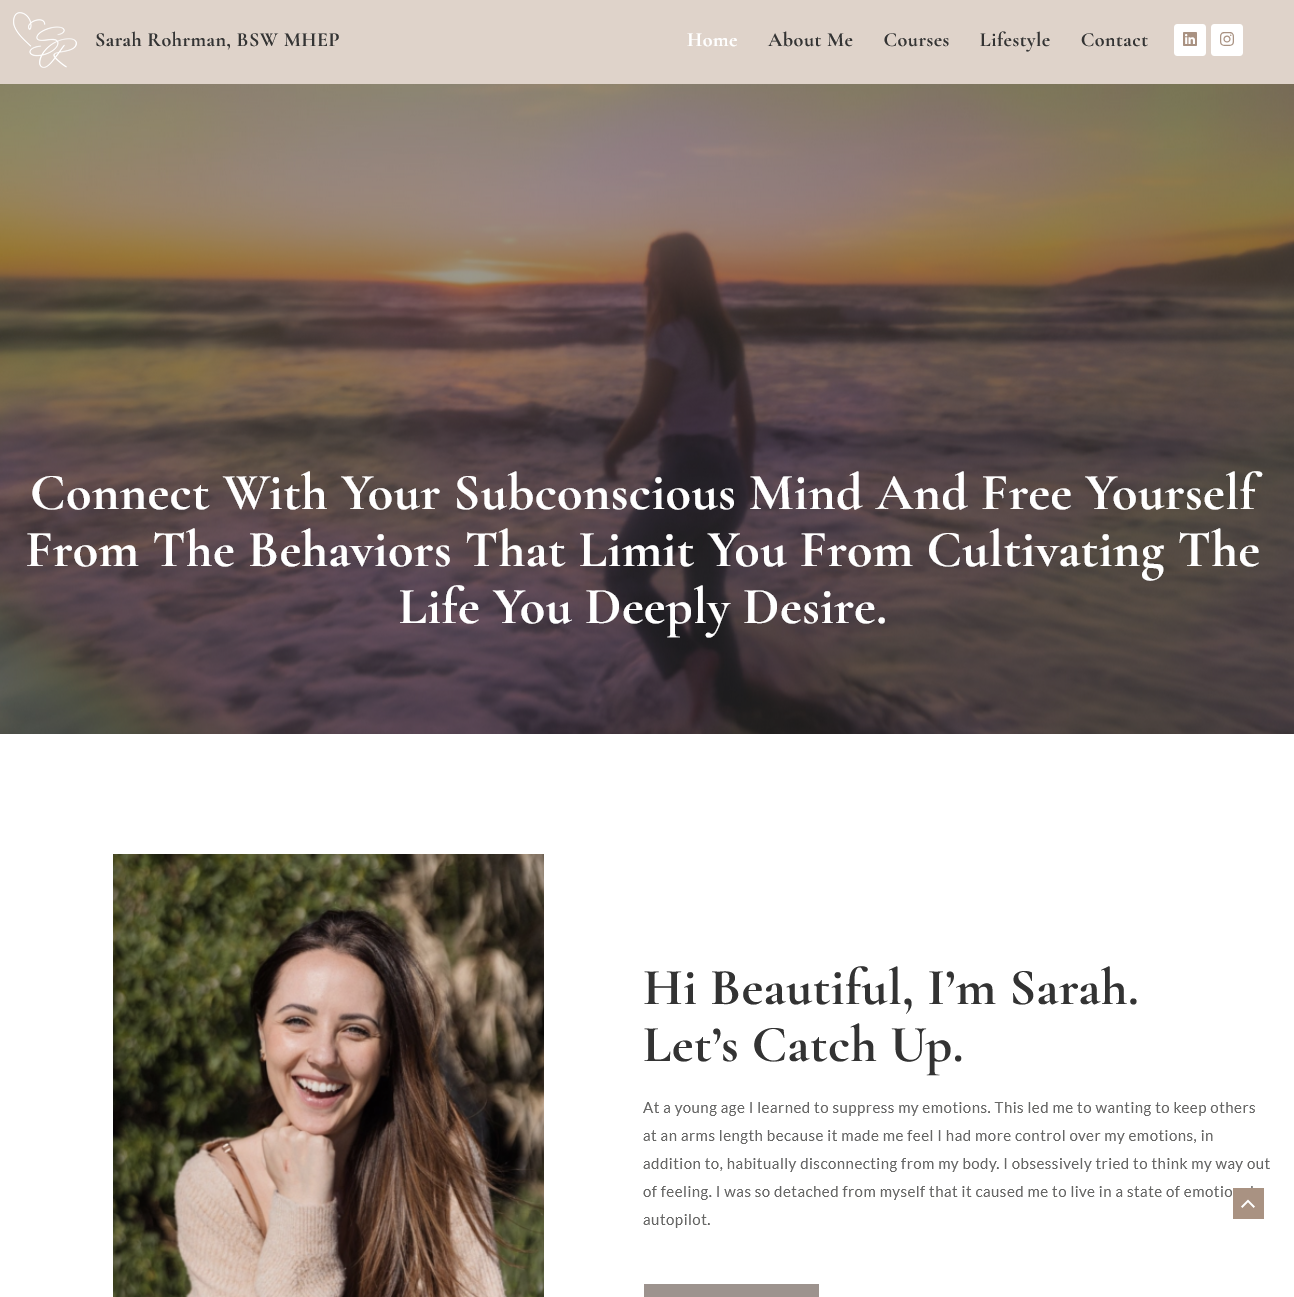 Sarah Rohrman, BSW MHEP
Home About Me Courses Lifestyle Contact
Connect With Your Subconscious Mind And Free Yourself
From The Behaviors That Limit You From Cultivating The
Life You Deeply Desire.
Hi Beautiful, I’m Sarah.
Let’s Catch Up.
At a young age I learned to suppress my emotions. This led me to wanting to keep others
at an arms length because it made me feel I had more control over my emotions, in
addition to, habitually disconnecting from my body. I obsessively tried to think my way out
of feeling. I was so detached from myself that it caused me to live in a state of
autopilot.